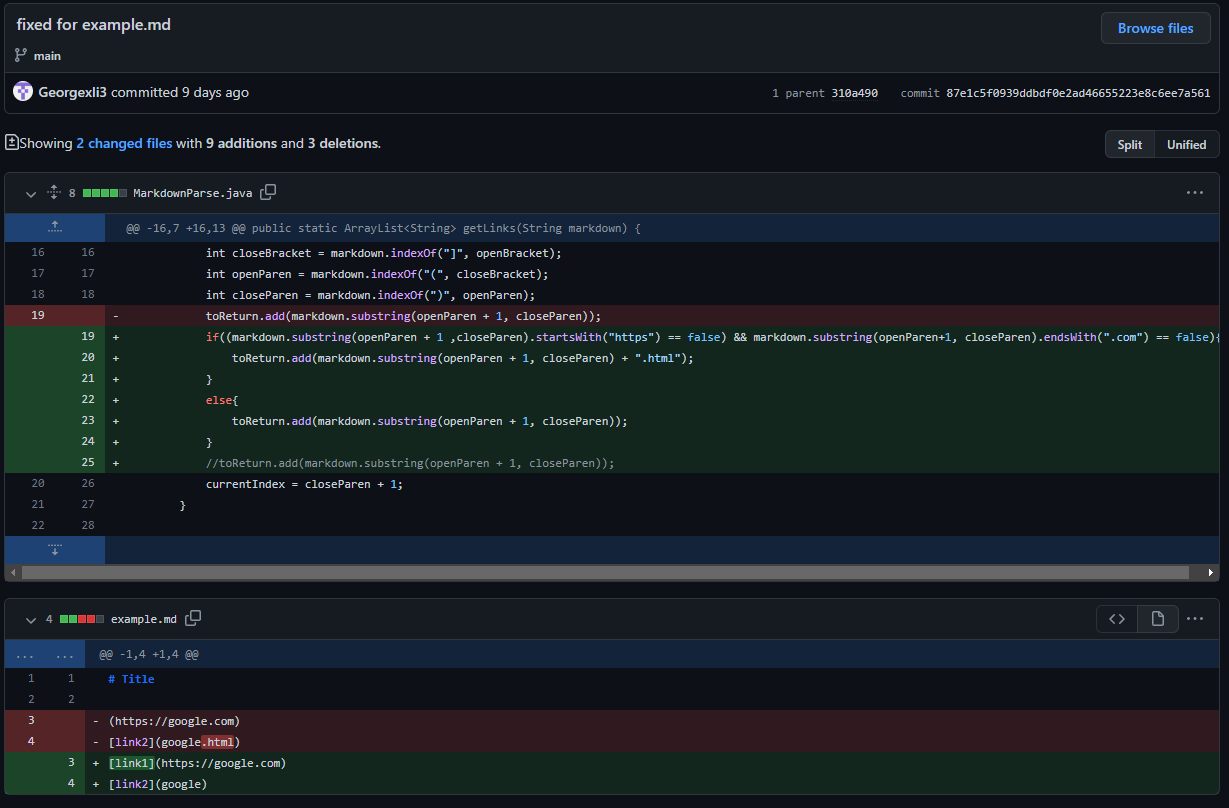 fixed for example.md
Browse files
main
Georgexli3 committed 9 days ago
1 parent 310a490 commit 87e1c5f0939ddbdf0e2ad46655223e8c6ee7a561
Showing 2 changed files with 9 additions and 3 deletions.
Split Unified
8 MarkdownParse.java
@@ -16,7 +16,13 @@ public static ArrayList<String> getLinks(String markdown) {
16 16 int closeBracket = markdown.indexOf("]", openBracket);
17 17 int openParen = markdown.indexOf("(", closeBracket);
18 18 int closeParen = markdown.indexOf(")", openParen);
19 - toReturn.add(markdown.substring(openParen + 1, closeParen));
19 + if((markdown.substring(openParen + 1 ,closeParen).startsWith("https") == false) && markdown.substring(openParen+1, closeParen).endsWith(".com") == false){
20 + toReturn.add(markdown.substring(openParen + 1, closeParen) + ".html");
21 + }
22 + else{
23 + toReturn.add(markdown.substring(openParen + 1, closeParen));
24 + }
25 + //toReturn.add(markdown.substring(openParen + 1, closeParen));
20 26 currentIndex = closeParen + 1;
21 27 }
22 28
4 example.md
... ... @@ -1,4 +1,4 @@
1 1 # Title
2 2
3 - (https://google.com)
4 - [link2](google.html)
3 + [link1](https://google.com)
4 + [link2](google)